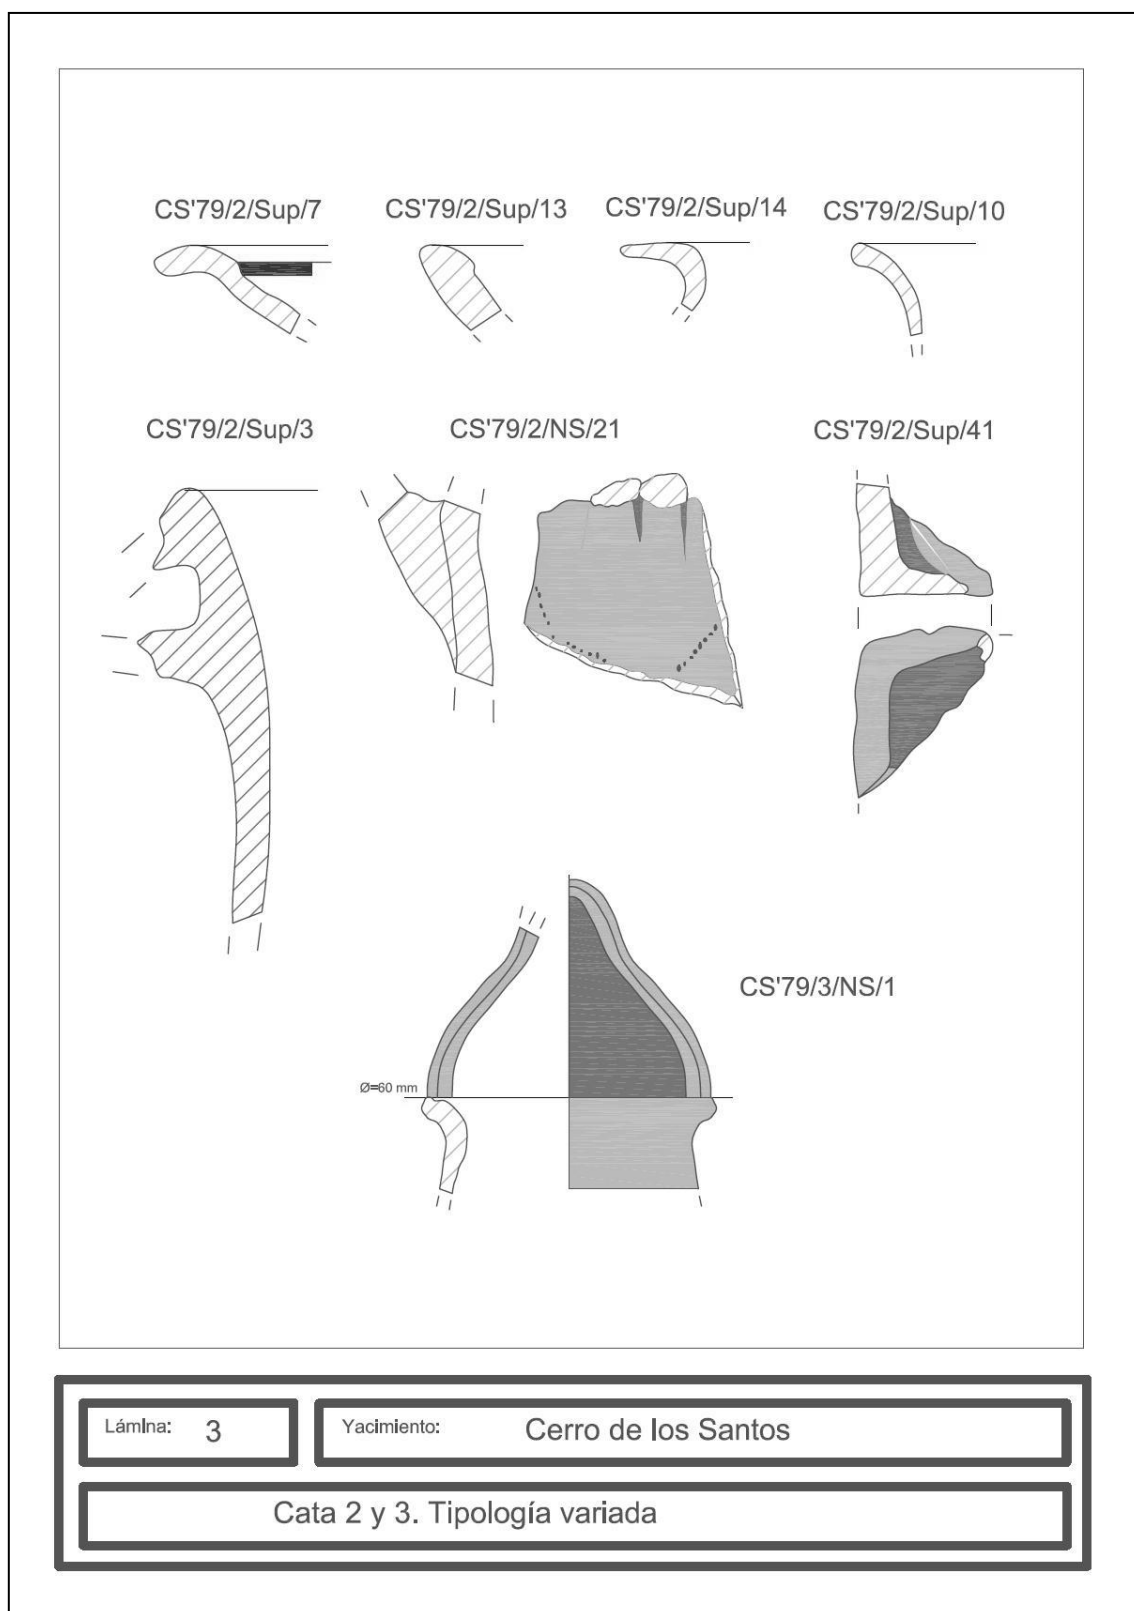 CS'79/2/Sup/7 CS'79/2/Sup/13 CS'79/2/Sup/14 CS'79/2/Sup/10
CS'79/2/Sup/3 CS'79/2/NS/21 CS'79/2/Sup/41
CS'79/3/NS/1
Ø=60 mm
Lámina: 3 Yacimiento: Cerro de los Santos
Cata 2 y 3. Tipología variada